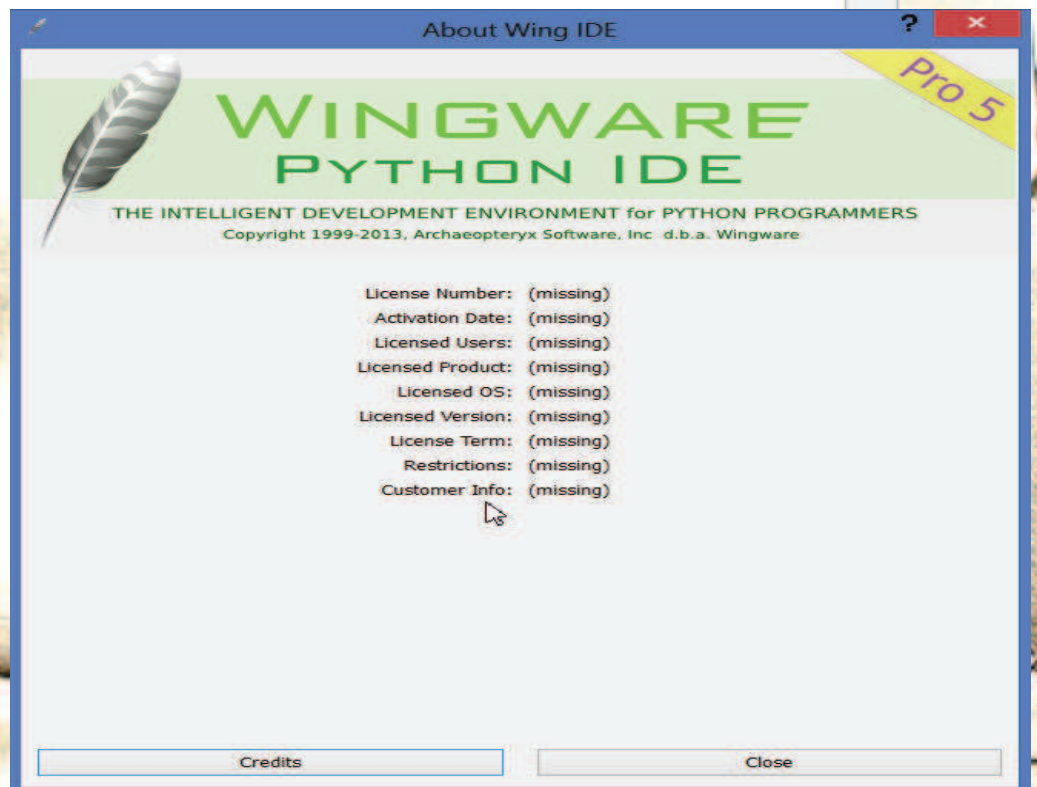 About Wing IDE
?
×
Pro 5
WINGWARE
PYTHON IDE
THE INTELLIGENT DEVELOPMENT ENVIRONMENT for PYTHON PROGRAMMERS
Copyright 1999-2013, Archaeopteryx Software, Inc d.b.a. Wingware
License Number: (missing)
Activation Date: (missing)
Licensed Users: (missing)
Licensed Product: (missing)
Licensed OS: (missing)
Licensed Version: (missing)
License Term: (missing)
Restrictions: (missing)
Customer Info: (missing)
Credits
Close